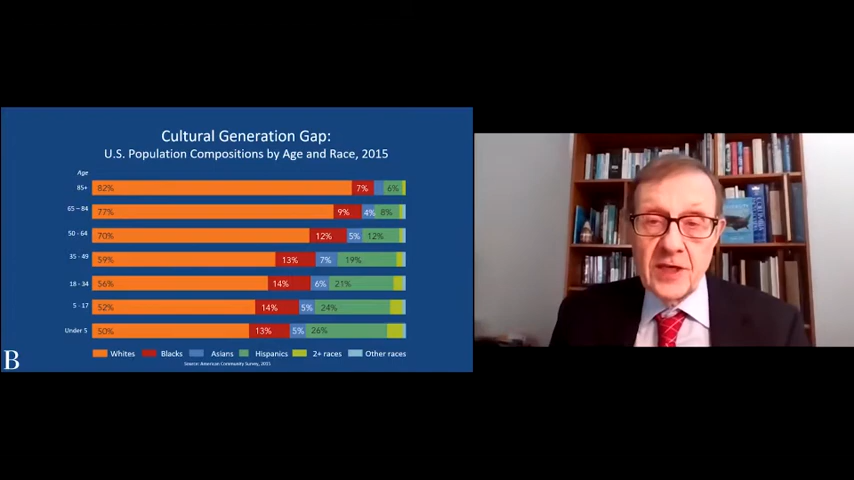 Cultural Generation Gap:
U.S. Population Compositions by Age and Race, 2015
Age
85+ 82% 7% 6%
65 – 84 77% 9% 4% 8%
50 - 64 70% 12% 5% 12%
35 - 49 59% 13% 7% 19%
18 - 34 56% 14% 6% 21%
5 - 17 52% 14% 5% 24%
Under 5 50% 13% 5% 26%
Whites Blacks Asians Hispanics 2+ races Other races
Source: American Community Survey, 2015
B